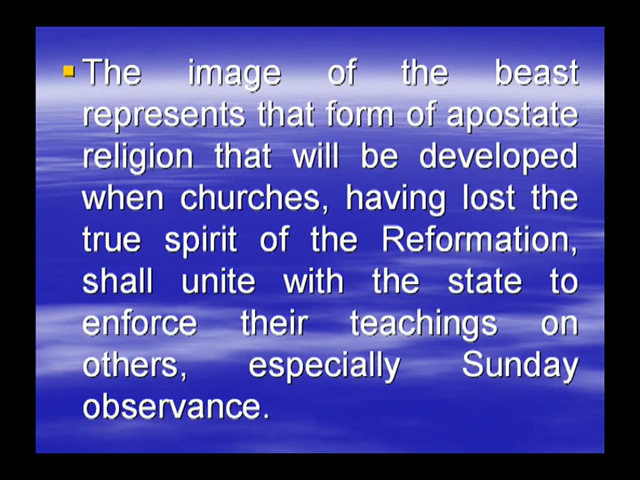 The image of the beast
represents that form of apostate
religion that will be developed
when churches, having lost the
true spirit of the Reformation,
shall unite with the state to
enforce their teachings on
others, especially Sunday
observance.